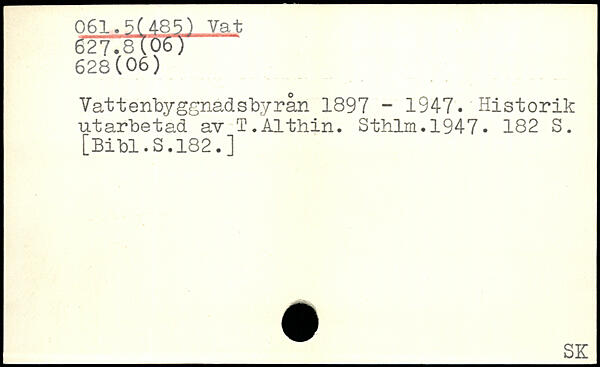 061.5(485) Vat
627.8(06)
628(06)
Vattenbyggnadsbyrån 1897 - 1947. Historik
utarbetad av T.Althin. Sthlm.1947. 182 S.
[Bibl.S.182.]
SK